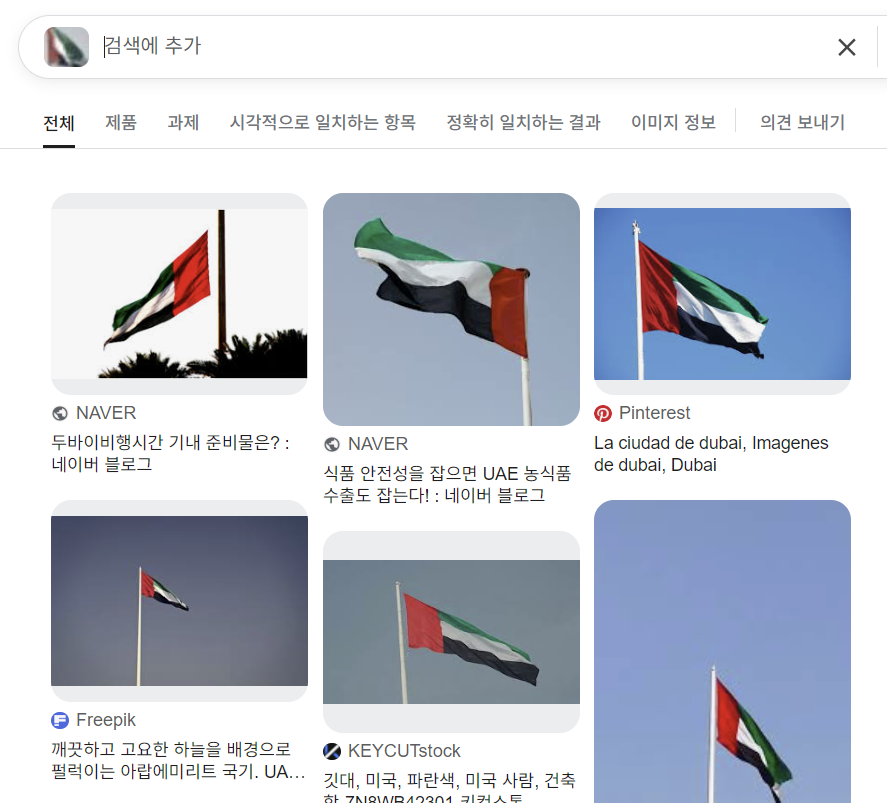 검색에 추가
전체 제품 과제 시각적으로 일치하는 항목 정확히 일치하는 결과 이미지 정보 의견 보내기
NAVER
두바이비행시간 기내 준비물은? :
네이버 블로그
NAVER
식품 안전성을 잡으면 UAE 농식품
수출도 잡는다! : 네이버 블로그
Pinterest
La ciudad de dubai, Imagenes
de dubai, Dubai
Freepik
깨끗하고 고요한 하늘을 배경으로
펄럭이는 아랍에미리트 국기. UA...
KEYCUTstock
깃대, 미국, 파란색, 미국 사람, 건축
학 7N8WB42301 키컷스톡